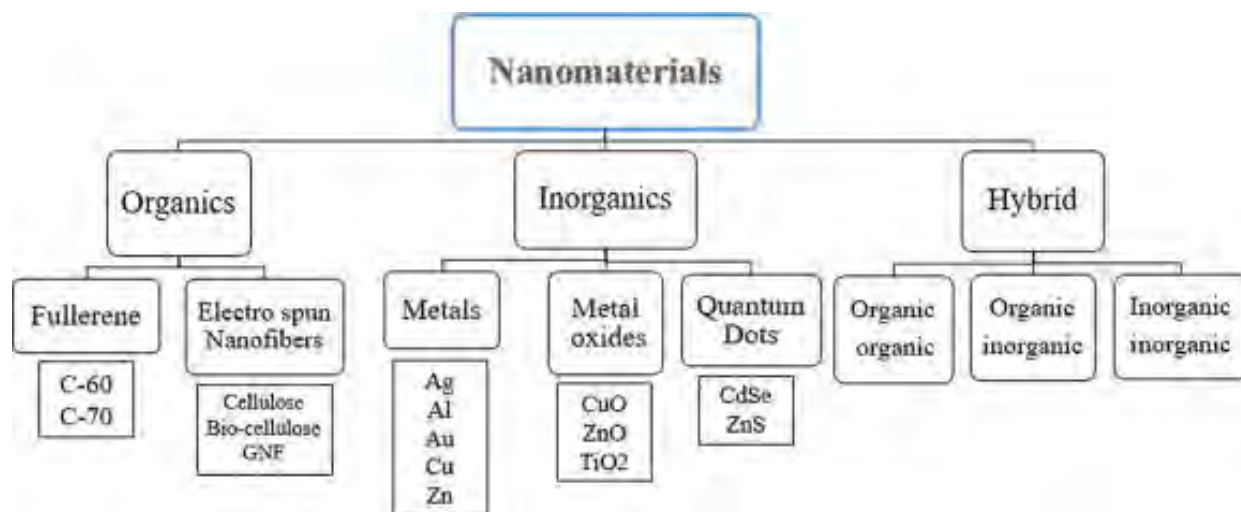 Nanomaterials
Organics
Inorganics
Hybrid
Fullerene
Electro spun
Nanofibers
Metals
Metal
oxides
Quantum
Dots
Organic
organic
Organic
inorganic
Inorganic
inorganic
C-60
C-70
Cellulose
Bio-cellulose
GNF
Ag
Al
Au
Cu
Zn
CuO
ZnO
TiO2
CdSe
ZnS